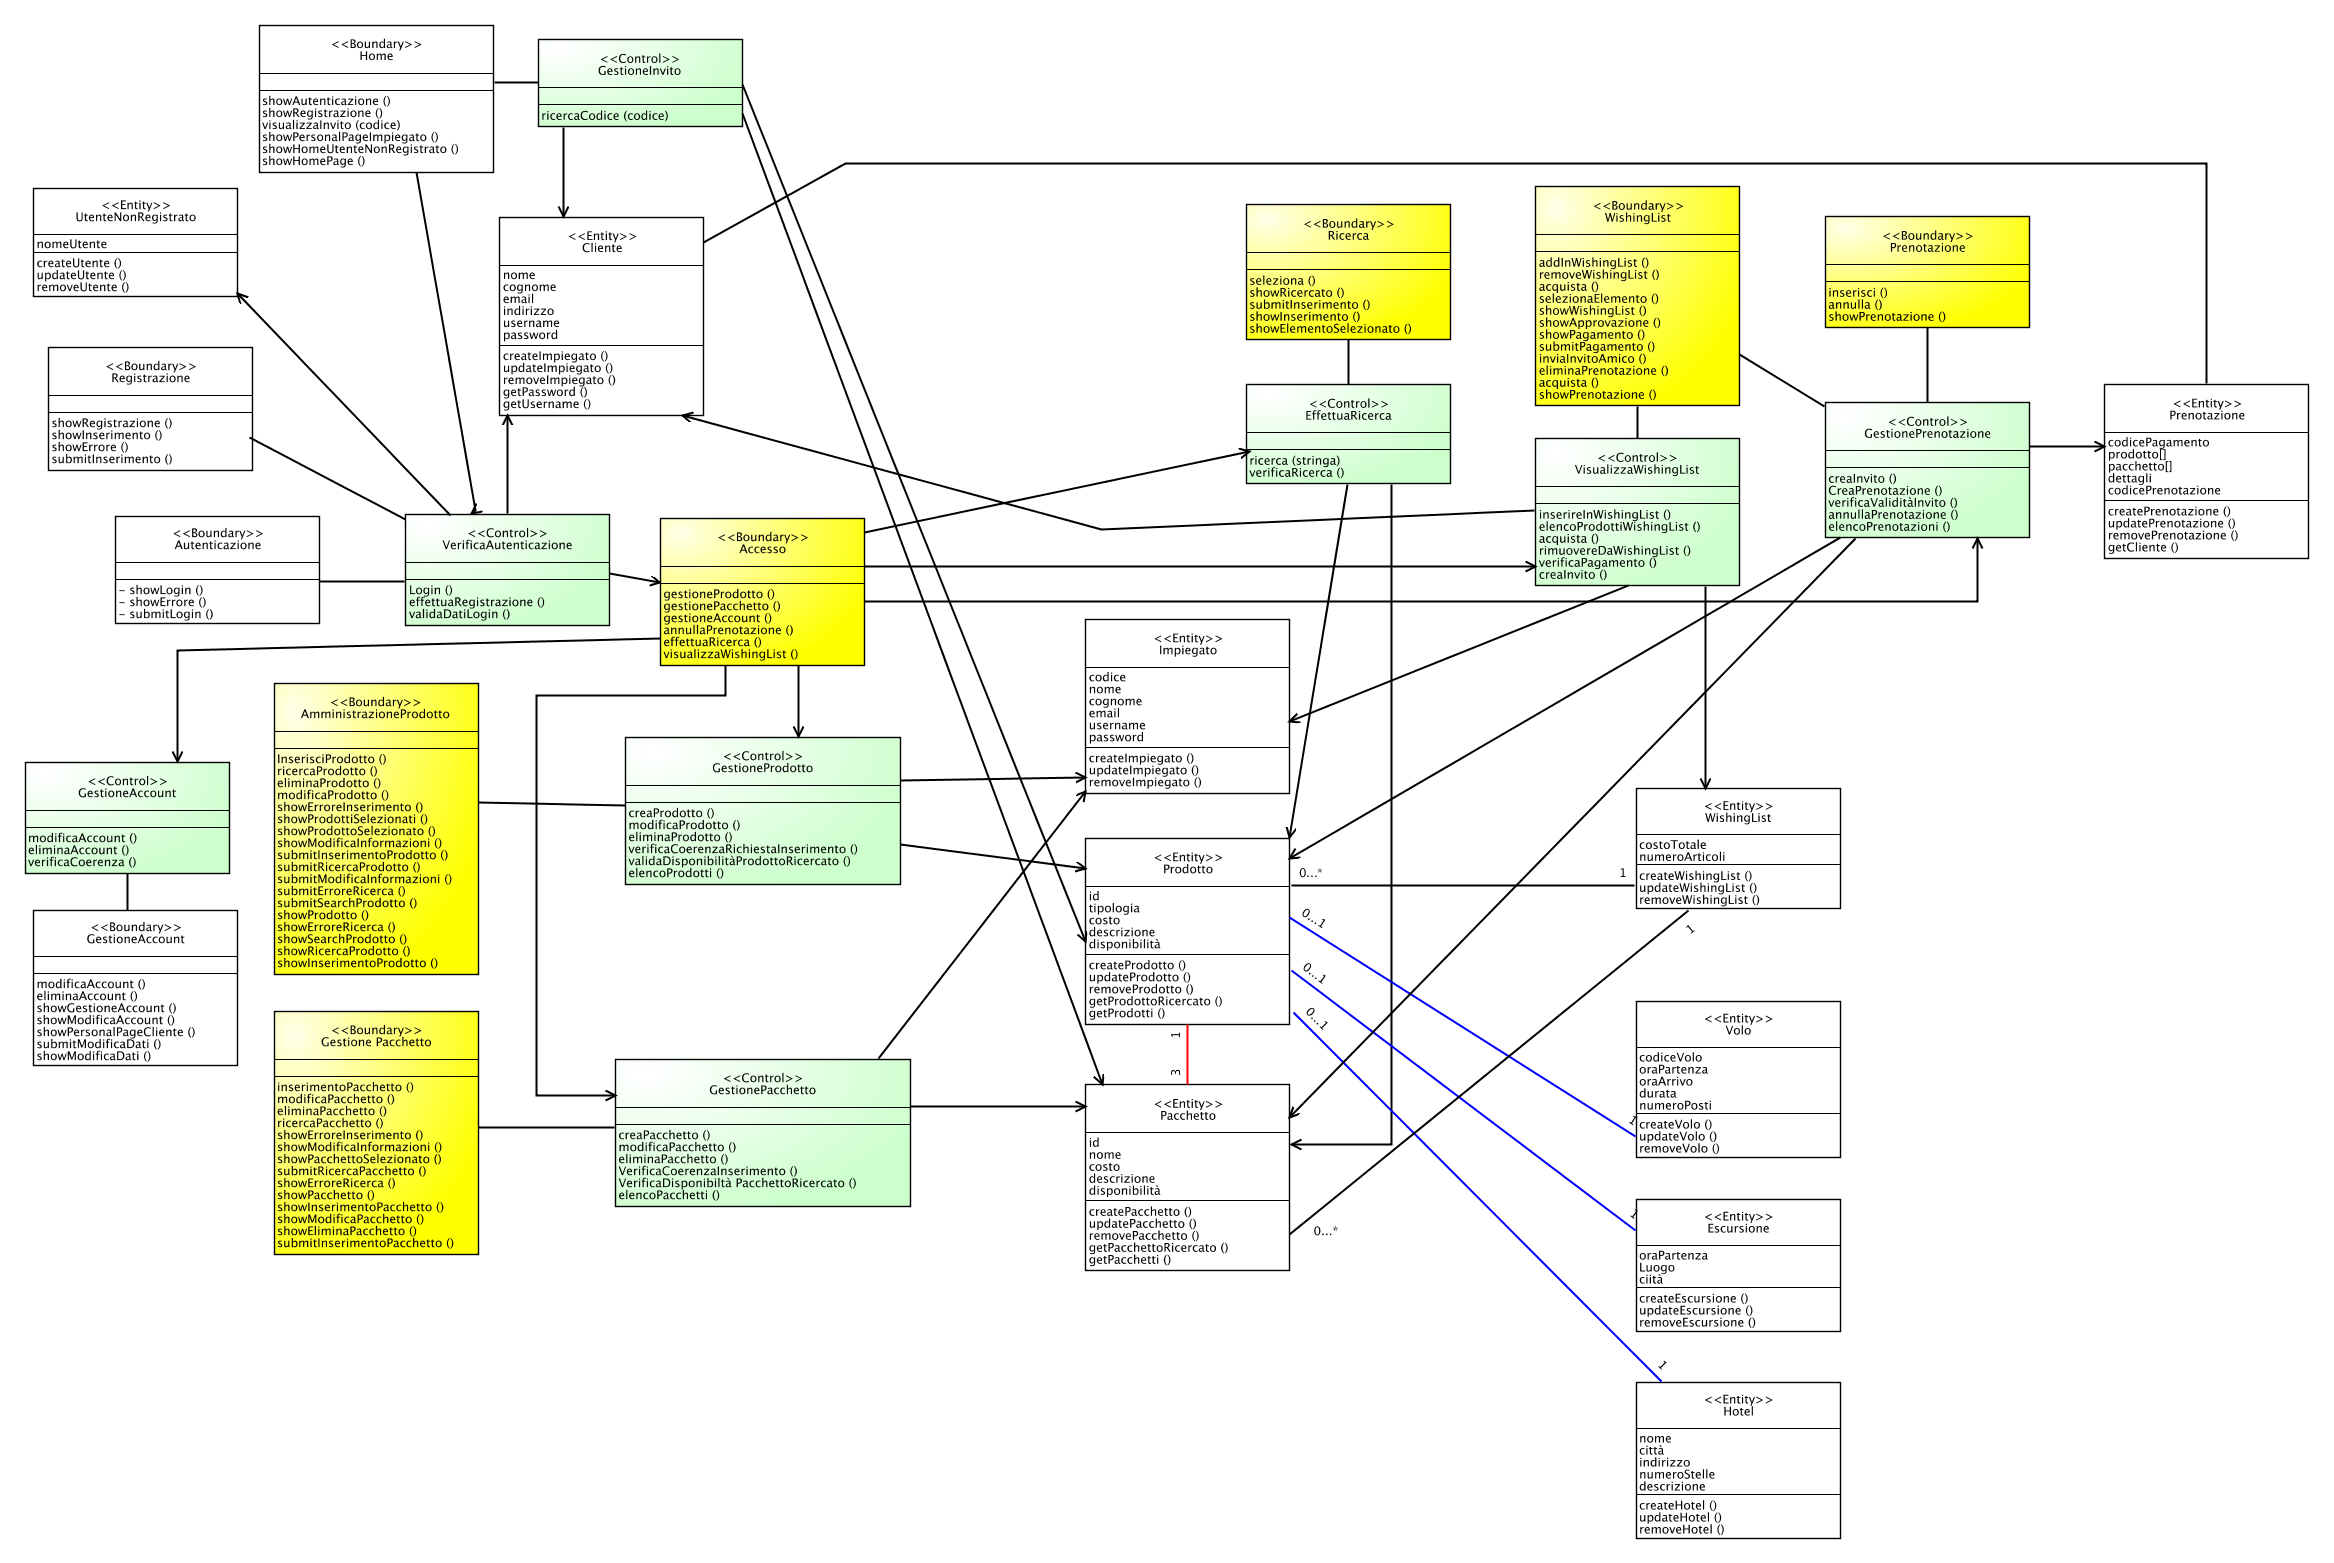 <<Boundary>>
Home
showAutenticazione ()
showRegistrazione ()
visualizzaInvito (codice)
showPersonalPageImpiegato ()
showHomeUtenteNonRegistrato ()
showHomePage ()
<<Control>>
GestioneInvito
ricercaCodice (codice)
<<Entity>>
UtenteNonRegistrato
nomeUtente
createUtente ()
updateUtente ()
removeUtente ()
<<Entity>>
Cliente
nome
cognome
email
indirizzo
username
password
createImpiegato ()
updateImpiegato ()
removeImpiegato ()
getPassword ()
getUsername ()
<<Boundary>>
Ricerca
seleziona ()
showRicercato ()
submitInserimento ()
showInserimento ()
showElementoSelezionato ()
<<Boundary>>
WishingList
addInWishingList ()
removeWishingList ()
acquista ()
selezionaElemento ()
showWishingList ()
showApprovazione ()
showPagamento ()
submitPagamento ()
inviaInvitoAmico ()
eliminaPrenotazione ()
acquista ()
showPrenotazione ()
<<Boundary>>
Prenotazione
inserisci ()
annulla ()
showPrenotazione ()
<<Boundary>>
Registrazione
showRegistrazione ()
showInserimento ()
showErrore ()
submitInserimento ()
<<Control>>
EffettuaRicerca
ricerca (stringa)
verificaRicerca ()
<<Control>>
VisualizzaWishingList
inserireInWishingList ()
elencoProdottiWishingList ()
acquista ()
rimuovereDaWishingList ()
verificaPagamento ()
creaInvito ()
<<Control>>
GestionePrenotazione
creaInvito ()
CreaPrenotazione ()
verificaValiditàInvito ()
annullaPrenotazione ()
elencoPrenotazioni ()
<<Entity>>
Prenotazione
codicePagamento
prodotto[]
pacchetto[]
dettagli
codicePrenotazione
createPrenotazione ()
updatePrenotazione ()
removePrenotazione ()
getCliente ()
<<Boundary>>
Autenticazione
- showLogin ()
- showErrore ()
- submitLogin ()
<<Control>>
VerificaAutenticazione
Login ()
effettuaRegistrazione ()
validaDatiLogin ()
<<Boundary>>
Accesso
gestioneProdotto ()
gestionePacchetto ()
gestioneAccount ()
annullaPrenotazione ()
effettuaRicerca ()
visualizzaWishingList ()
<<Entity>>
Impiegato
codice
nome
cognome
email
username
password
createImpiegato ()
updateImpiegato ()
removeImpiegato ()
<<Boundary>>
AmministrazioneProdotto
InserisciProdotto ()
ricercaProdotto ()
eliminaProdotto ()
modificaProdotto ()
showErroreInserimento ()
showProdottiSelezionati ()
showProdottoSelezionato ()
showModificaInformazioni ()
submitInserimentoProdotto ()
submitRicercaProdotto ()
submitModificaInformazioni ()
submitErroreRicerca ()
submitSearchProdotto ()
showProdotto ()
showErroreRicerca ()
showSearchProdotto ()
showRicercaProdotto ()
showInserimentoProdotto ()
<<Control>>
GestioneProdotto
creaProdotto ()
modificaProdotto ()
eliminaProdotto ()
verificaCoerenzaRichiestaInserimento ()
validaDisponibilitàProdottoRicercato ()
elencoProdotti ()
<<Control>>
GestioneAccount
modificaAccount ()
eliminaAccount ()
verificaCoerenza ()
<<Boundary>>
GestioneAccount
modificaAccount ()
eliminaAccount ()
showGestioneAccount ()
showModificaAccount ()
showPersonalPageCliente ()
submitModificaDati ()
showModificaDati ()
<<Entity>>
Prodotto
id
tipologia
costo
descrizione
disponibilità
createProdotto ()
updateProdotto ()
removeProdotto ()
getProdottoRicercato ()
getProdotti ()
0...*
1
0...1
0...1
0...1
<<Entity>>
WishingList
costoTotale
numeroArticoli
createWishingList ()
updateWishingList ()
removeWishingList ()
1
<<Boundary>>
Gestione Pacchetto
inserimentoPacchetto ()
modificaPacchetto ()
eliminaPacchetto ()
ricercaPacchetto ()
showErroreInserimento ()
showModificaInformazioni ()
showPacchettoSelezionato ()
submitRicercaPacchetto ()
showErroreRicerca ()
showPacchetto ()
showInserimentoPacchetto ()
showModificaPacchetto ()
showEliminaPacchetto ()
submitInserimentoPacchetto ()
<<Control>>
GestionePacchetto
creaPacchetto ()
modificaPacchetto ()
eliminaPacchetto ()
VerificaCoerenzaInserimento ()
VerificaDisponibiltà PacchettoRicercato ()
elencoPacchetti ()
1
3
<<Entity>>
Pacchetto
id
nome
costo
descrizione
disponibilità
createPacchetto ()
updatePacchetto ()
removePacchetto ()
getPacchettoRicercato ()
getPacchetti ()
0...*
<<Entity>>
Volo
codiceVolo
oraPartenza
oraArrivo
durata
numeroPosti
createVolo ()
updateVolo ()
removeVolo ()
1
<<Entity>>
Escursione
oraPartenza
Luogo
ciità
createEscursione ()
updateEscursione ()
removeEscursione ()
1
1
<<Entity>>
Hotel
nome
città
indirizzo
numeroStelle
descrizione
createHotel ()
updateHotel ()
removeHotel ()